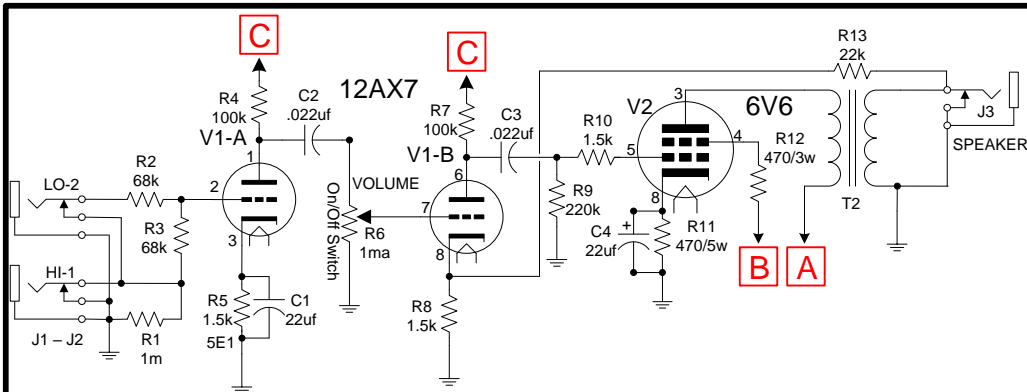 C
R4
100k
C2
.022uf
12AX7
V1-A
1
R2
68k
LO-2
2
R3
68k
3
HI-1
J1 – J2
R1
1m
R5
1.5k
5E1
C1
22uf
VOLUME
On/Off Switch
R6
1ma
C
R7
100k
C3
.022uf
V1-B
6
7
8
R8
1.5k
R10
1.5k
R9
220k
V2
6V6
3
4
5
8
C4
22uf
+
R11
470/5w
R12
470/3w
B
A
T2
R13
22k
J3
SPEAKER